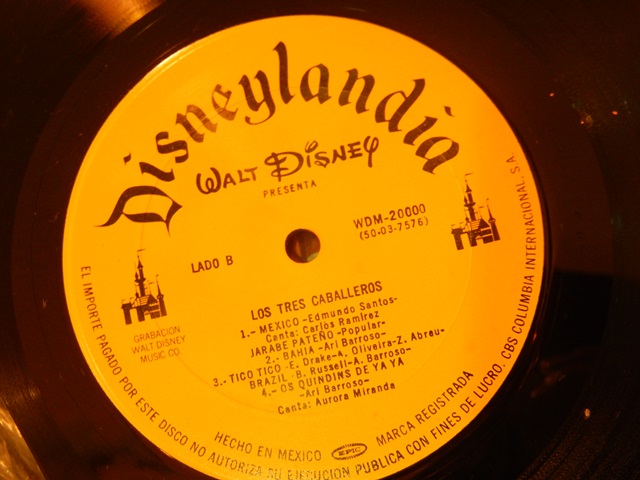 Disneylandia
WALT DISNEY
PRESENTA
WDM-20000
(50-03-7576)
LADO B
LOS TRES CABALLEROS
1.- MEXICO -Edmundo Santos-
Canta: Carlos Ramírez
JARABE PATEÑO -Popular-
2.- BAHIA -Ari Barroso-
3.- TICO TICO -E. Drake-A. Oliveira-Z. Abreu-
BRAZIL -B. Russell-A. Barroso-
4.- OS QUINDINS DE YA YA
-Ari Barroso-
Canta: Aurora Miranda
GRABACION
WALT DISNEY
MUSIC CO
HECHO EN MEXICO EPIC MARCA REGISTRADA
EL IMPORTE PAGADO POR ESTE DISCO NO AUTORIZA SU EJECUCION PUBLICA CON FINES DE LUCRO. CBS COLUMBIA INTERNACIONAL, S.A.